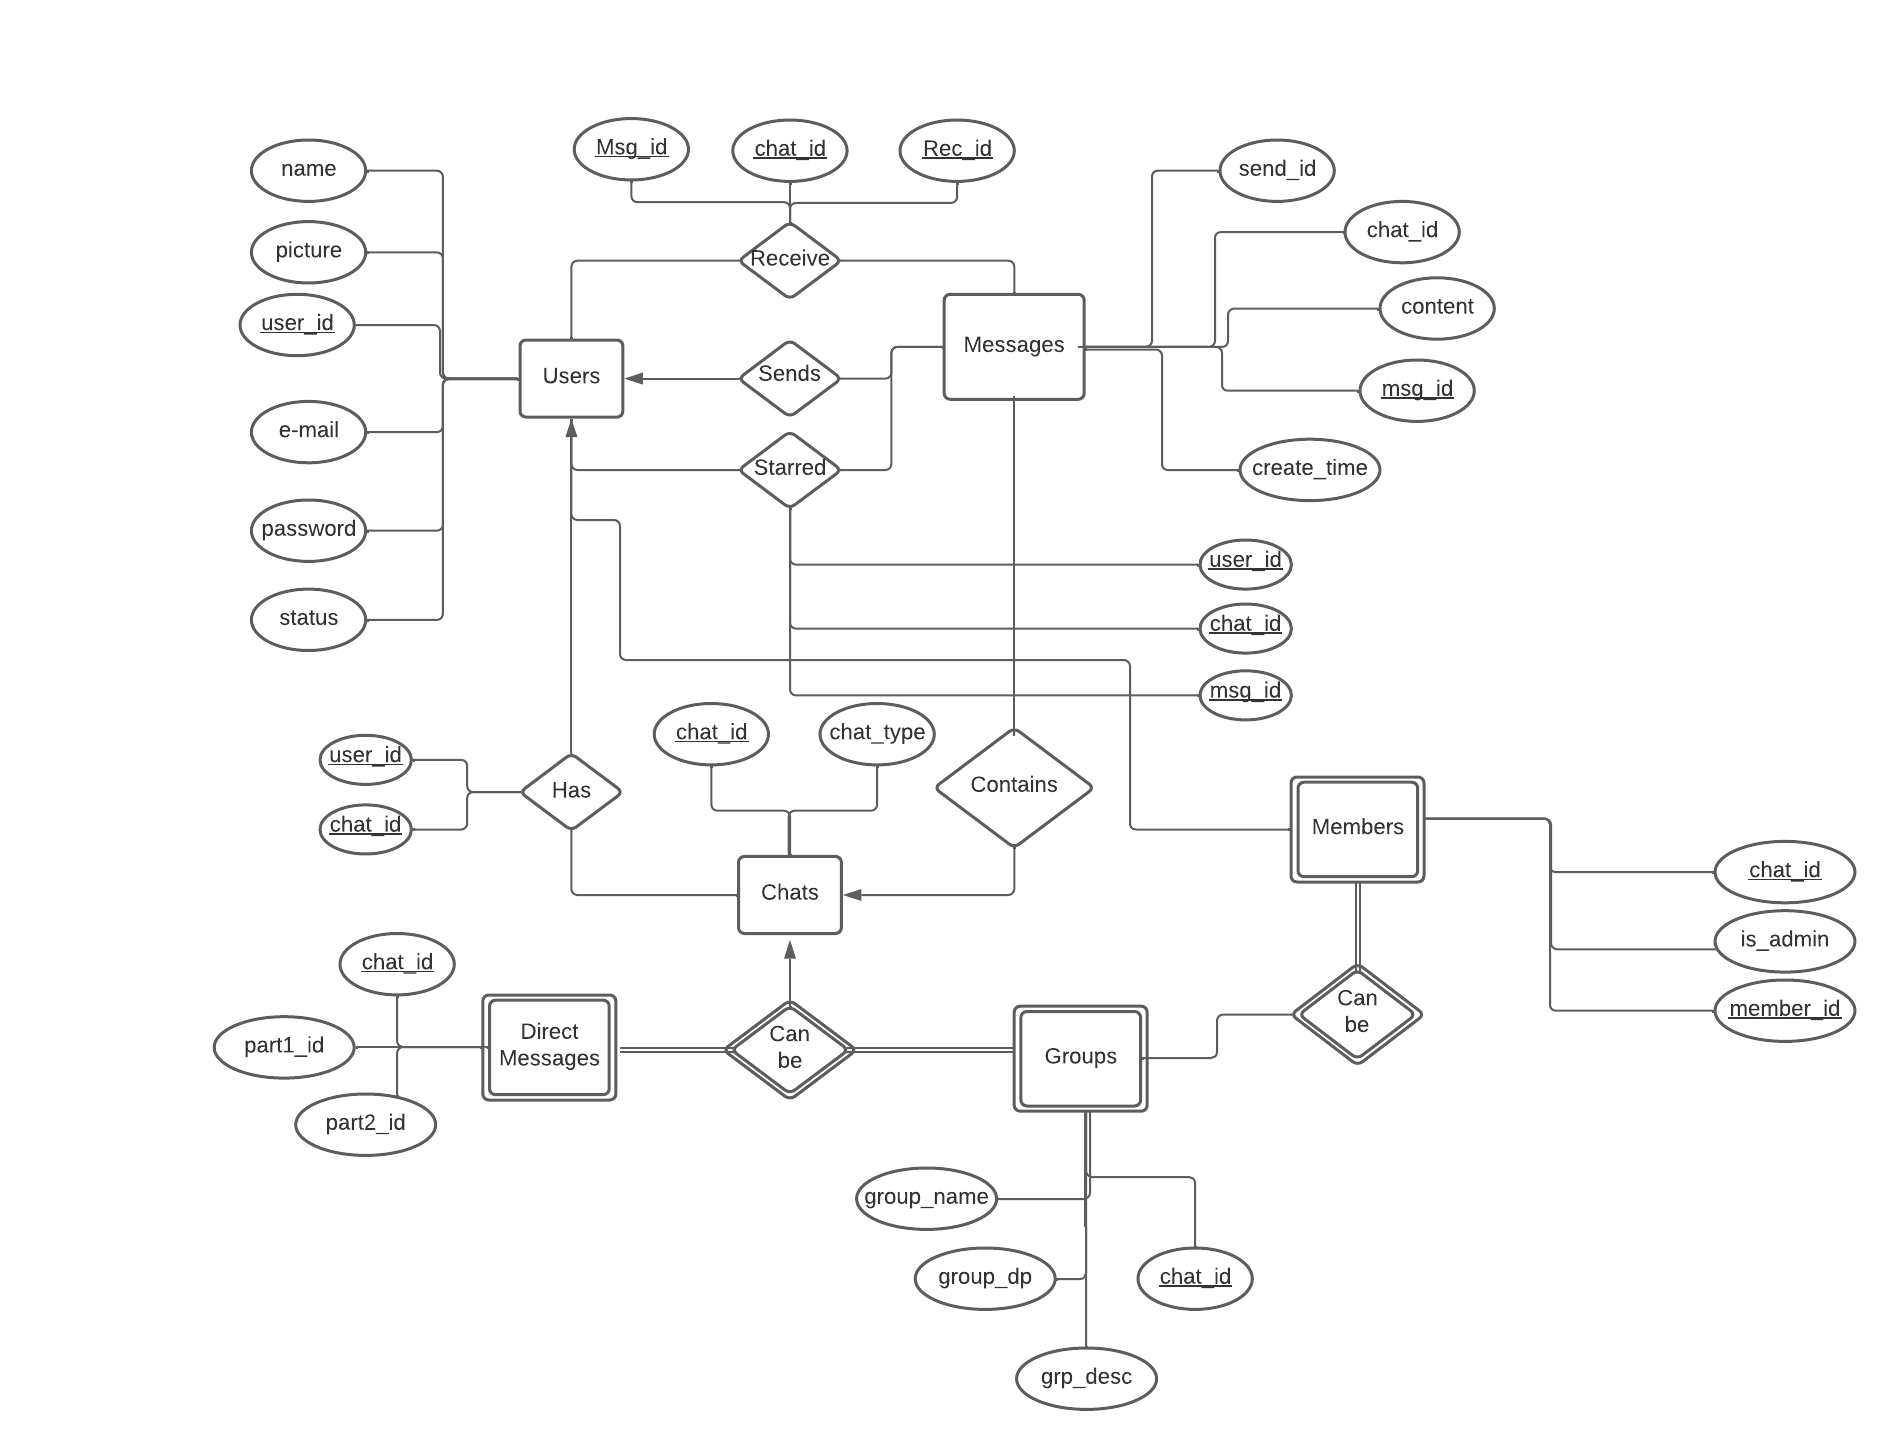 Msg_id
chat_id
Rec_id
name
send_id
chat_id
picture
Receive
content
user_id
Messages
Users
Sends
msg_id
e-mail
Starred
create_time
password
user_id
status
chat_id
msg_id
chat_id
chat_type
user_id
Has
Contains
chat_id
Members
chat_id
Chats
is_admin
chat_id
Can
be
member_id
Direct
Messages
Can
be
Groups
part1_id
part2_id
group_name
group_dp
chat_id
grp_desc